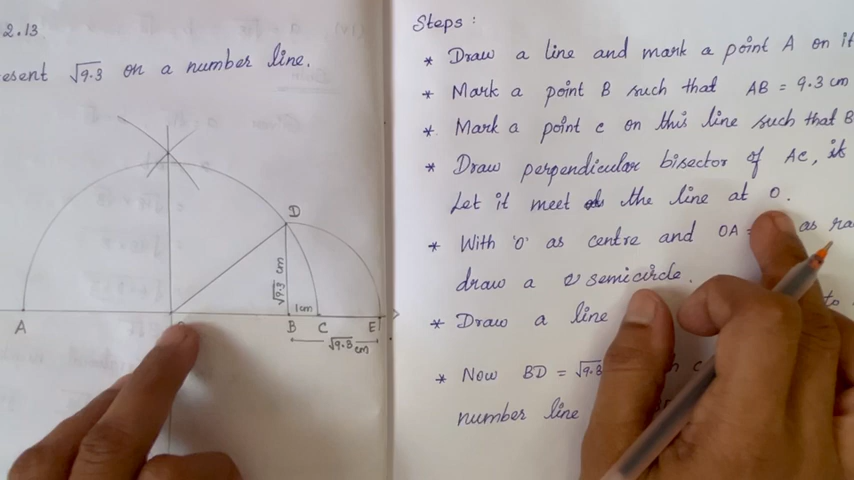 2.13
esent √9.3 on a number line.
D
√9.3 cm
1cm
A
B C E
√9.3 cm
Steps :
* Draw a line and mark a point A on it
* Mark a point B such that AB = 9.3 cm
* Mark a point c on this line such that B
* Draw perpendicular bisector of AC, it
Let it meet the line at O.
* With 'O' as centre and OA = as ra
draw a semicircle.
* Draw a line to
* Now BD = √9.3
number line